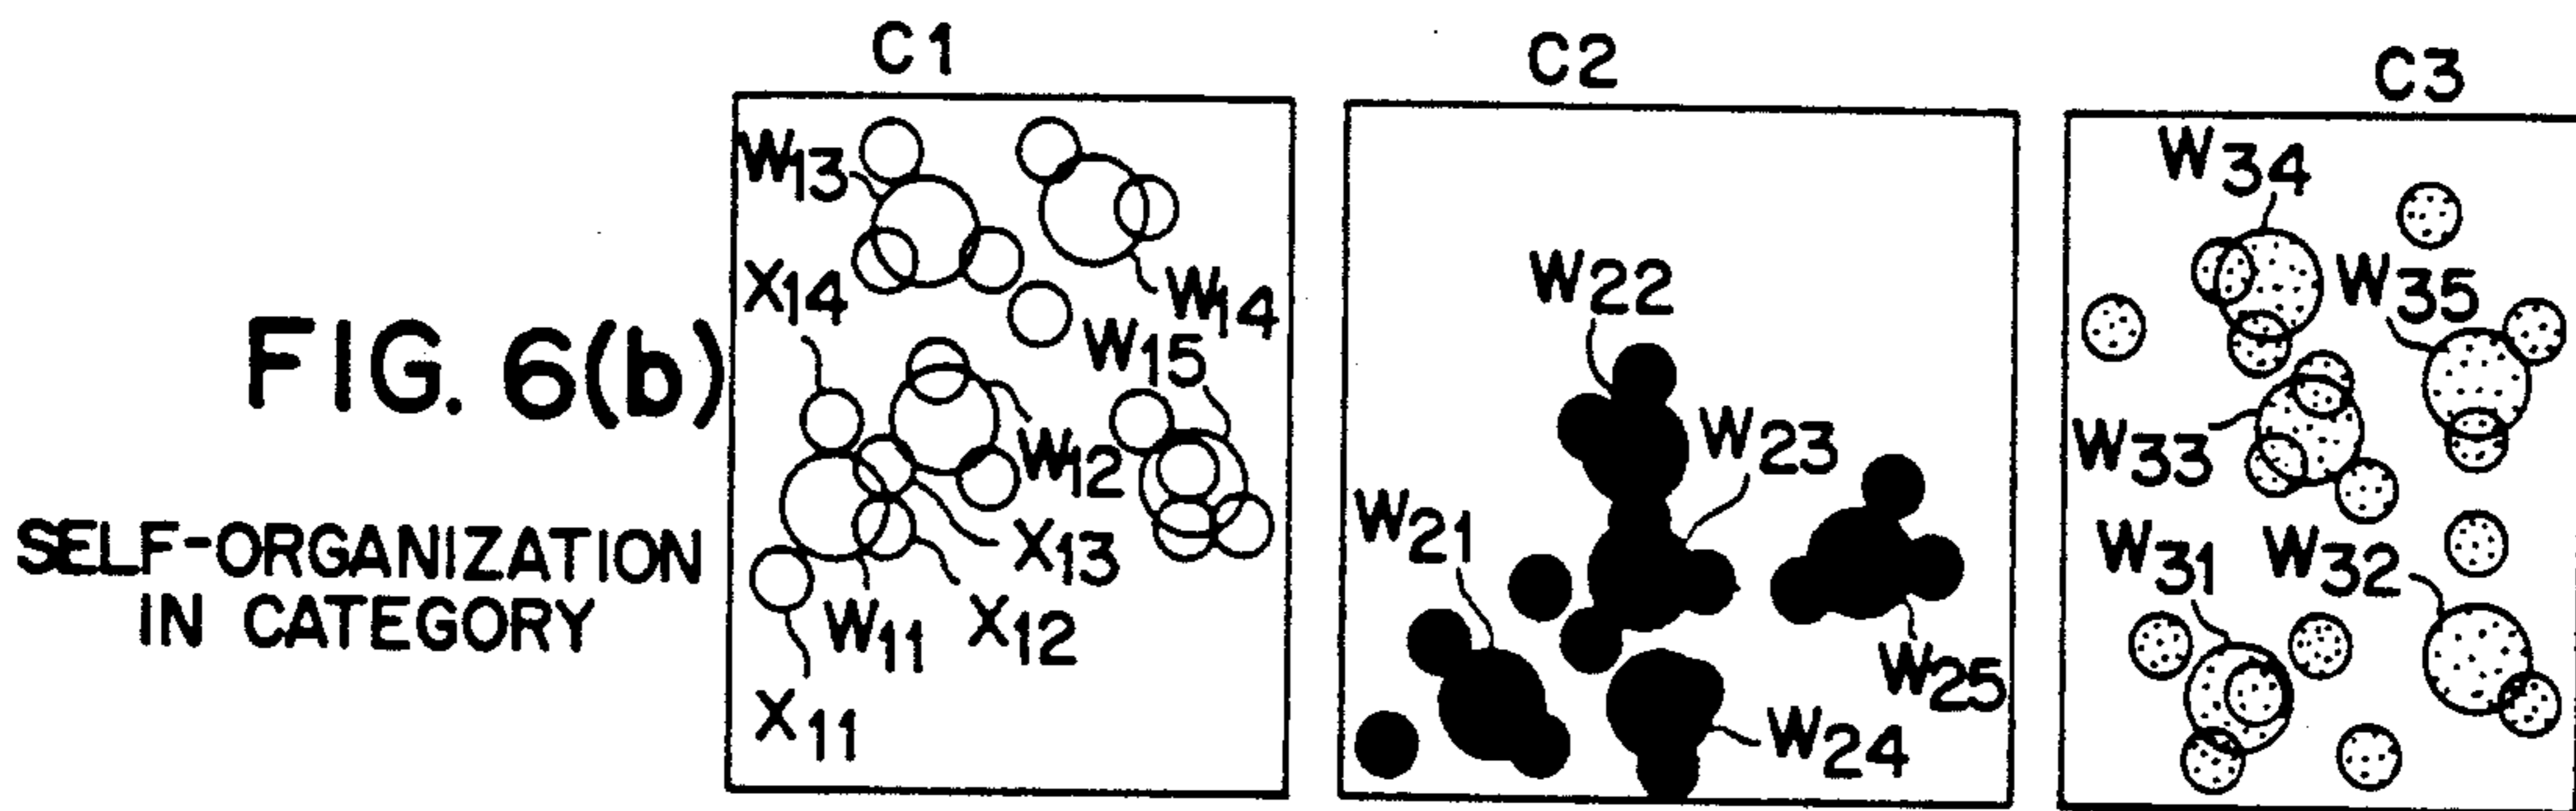 C1
C2
C3
FIG. 6(b)
SELF-ORGANIZATION
IN CATEGORY
W13
X14
W14
W15
W12
X13
W11
X12
X11
W22
W23
W21
W25
W24
W34
W35
W33
W31
W32